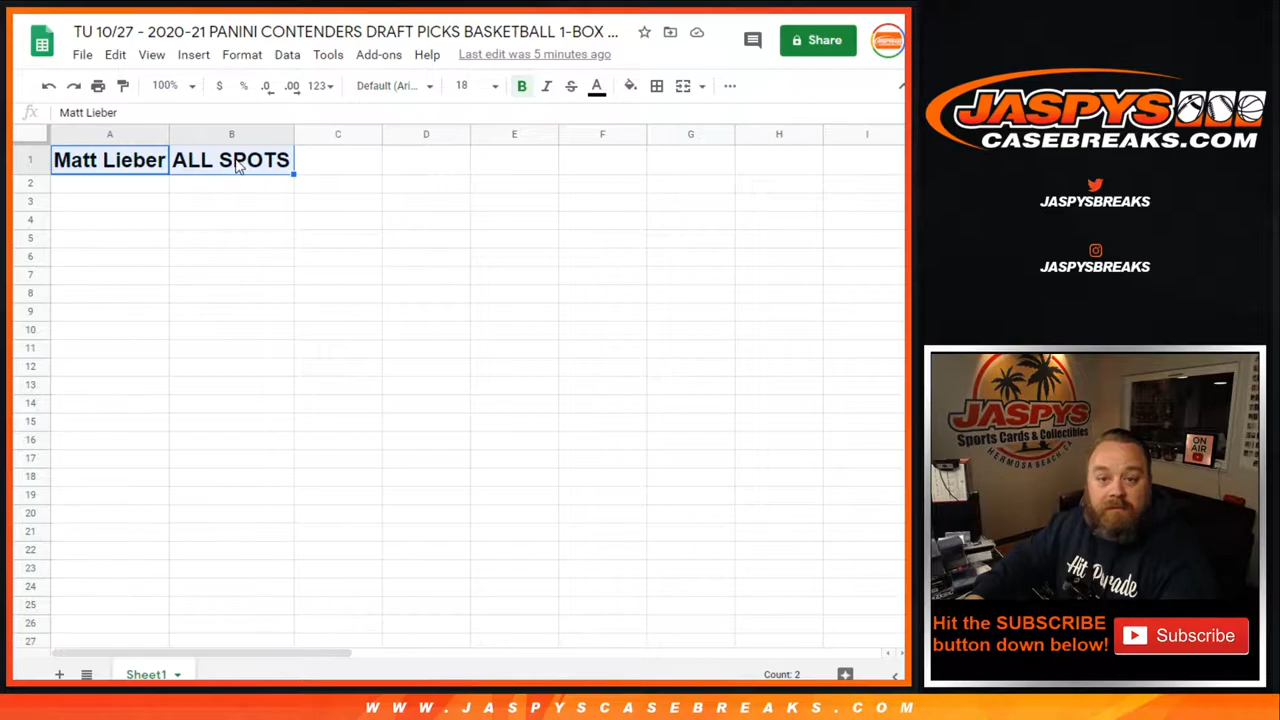 TU 10/27 - 2020-21 PANINI CONTENDERS DRAFT PICKS BASKETBALL 1-BOX ...
Share
File Edit View Insert Format Data Tools Add-ons Help Last edit was 5 minutes ago
100% $ % .0 .00 123 Default (Ari... 18 B I S A
fx Matt Lieber
A B C D E F G H I
1 Matt Lieber ALL SPOTS
2
3
4
5
6
7
8
9
10
11
12
13
14
15
16
17
18
19
20
21
22
23
24
25
26
27
Sheet1 Count: 2
JASPYS
CASEBREAKS.COM
JASPYSBREAKS
JASPYSBREAKS
JASPYS
Sports Cards & Collectibles
HERMOSA BEACH, CA
ON AIR
Hit Parade
Hit the SUBSCRIBE
button down below!
Subscribe
WWW.JASPYSCASEBREAKS.COM